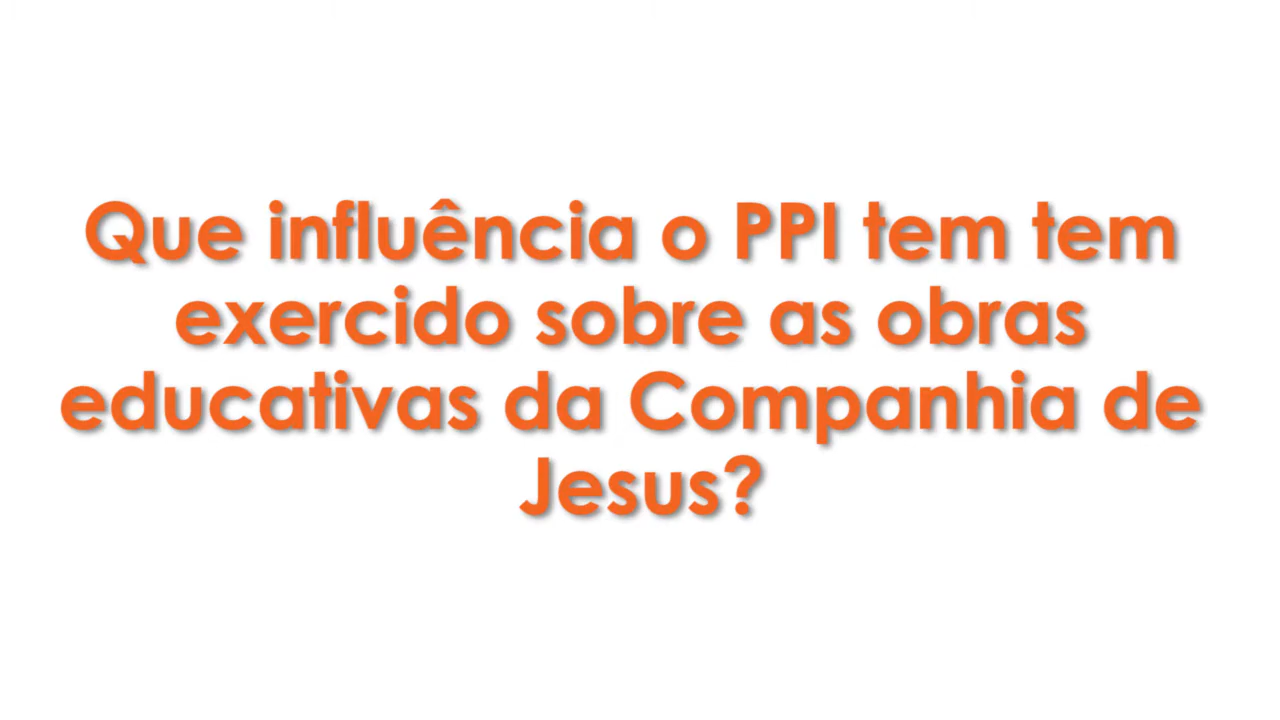 Que influência o PPI tem tem
exercido sobre as obras
educativas da Companhia de
Jesus?